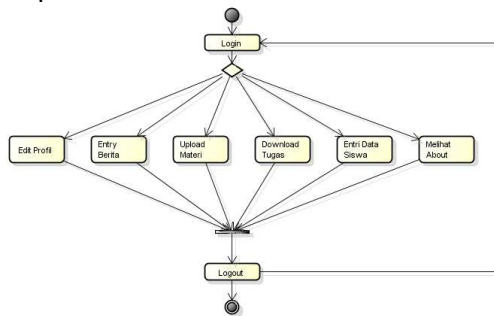 Login
Edit Profil
Entry
Berita
Upload
Materi
Download
Tugas
Entri Data
Siswa
Melihat
About
Logout